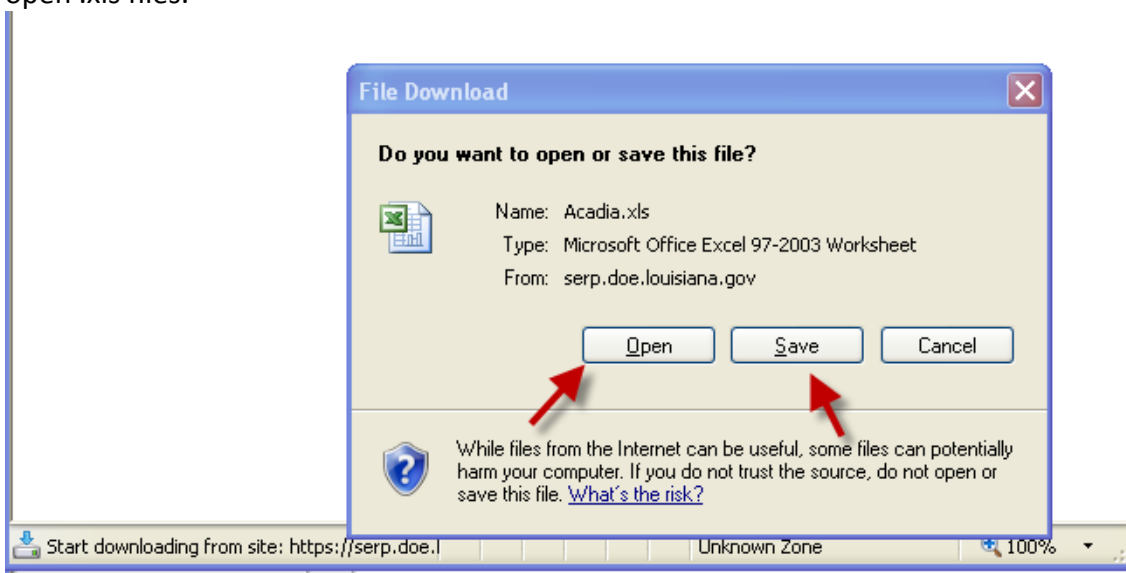 open .xls files.
File Download
Do you want to open or save this file?
Name: Acadia.xls
Type: Microsoft Office Excel 97-2003 Worksheet
From: serp.doe.louisiana.gov
Open Save Cancel
While files from the Internet can be useful, some files can potentially
harm your computer. If you do not trust the source, do not open or
save this file. What's the risk?
Start downloading from site: https://serp.doe.l Unknown Zone 100%